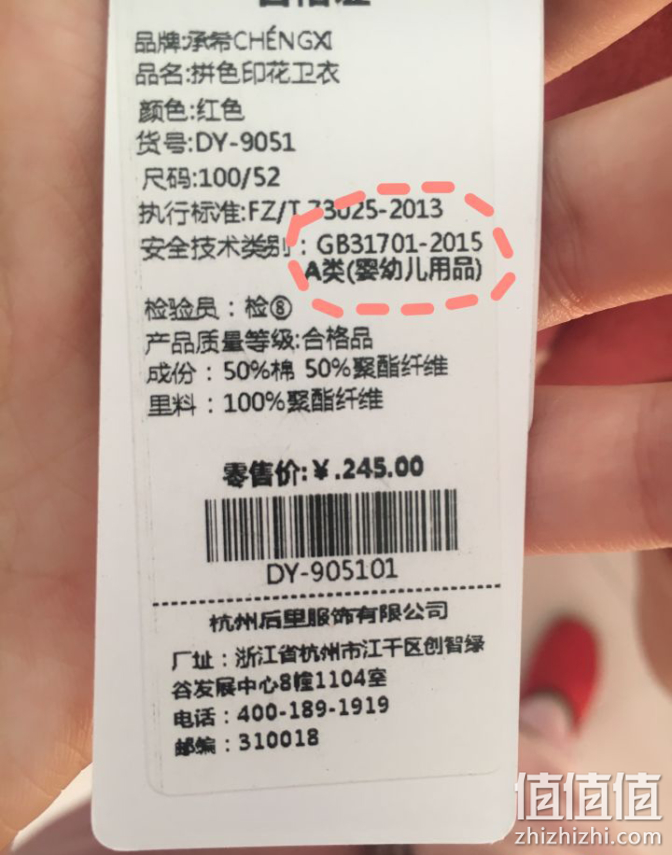 合格证
品牌:承希CHÉNGXI
品名:拼色印花卫衣
颜色:红色
货号:DY-9051
尺码:100/52
执行标准:FZ/T 73025-2013
安全技术类别：GB31701-2015
A类(婴幼儿用品)
检验员：检⑧
产品质量等级:合格品
成份：50%棉 50%聚酯纤维
里料：100%聚酯纤维
零售价:￥.245.00
DY-905101
杭州后里服饰有限公司
厂址：浙江省杭州市江干区创智绿
谷发展中心8幢1104室
电话：400-189-1919
邮编：310018
值值值
zhizhizhi.com